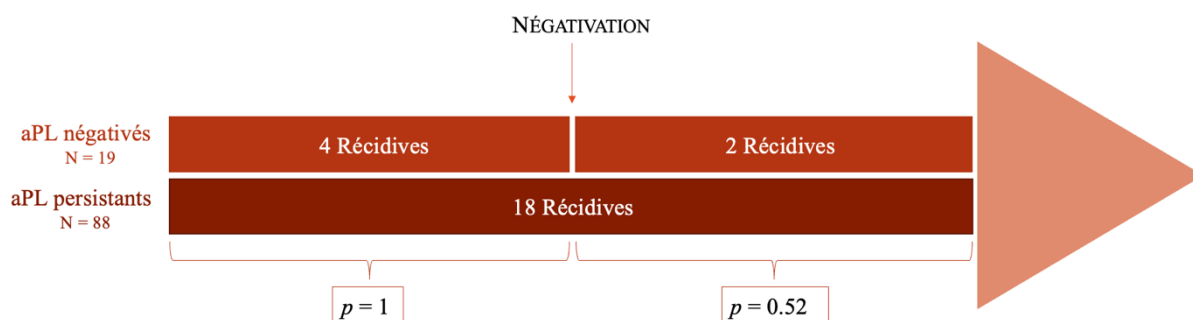 NÉGATIVATION
aPL négativés
N = 19
4 Récidives
2 Récidives
aPL persistants
N = 88
18 Récidives
p = 1
p = 0.52